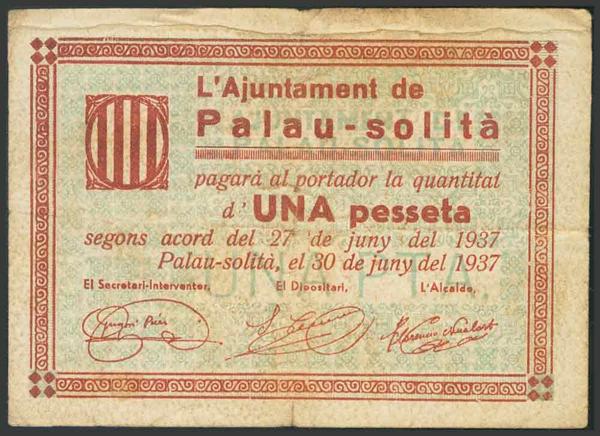 L'Ajuntament de
Palau-solità
pagarà al portador la quantitat
d' UNA pesseta
segons acord del 27 de juny del 1937
Palau-solità, el 30 de juny del 1937
El Secretari-Interventor, El Dipositari, L'Alcalde,